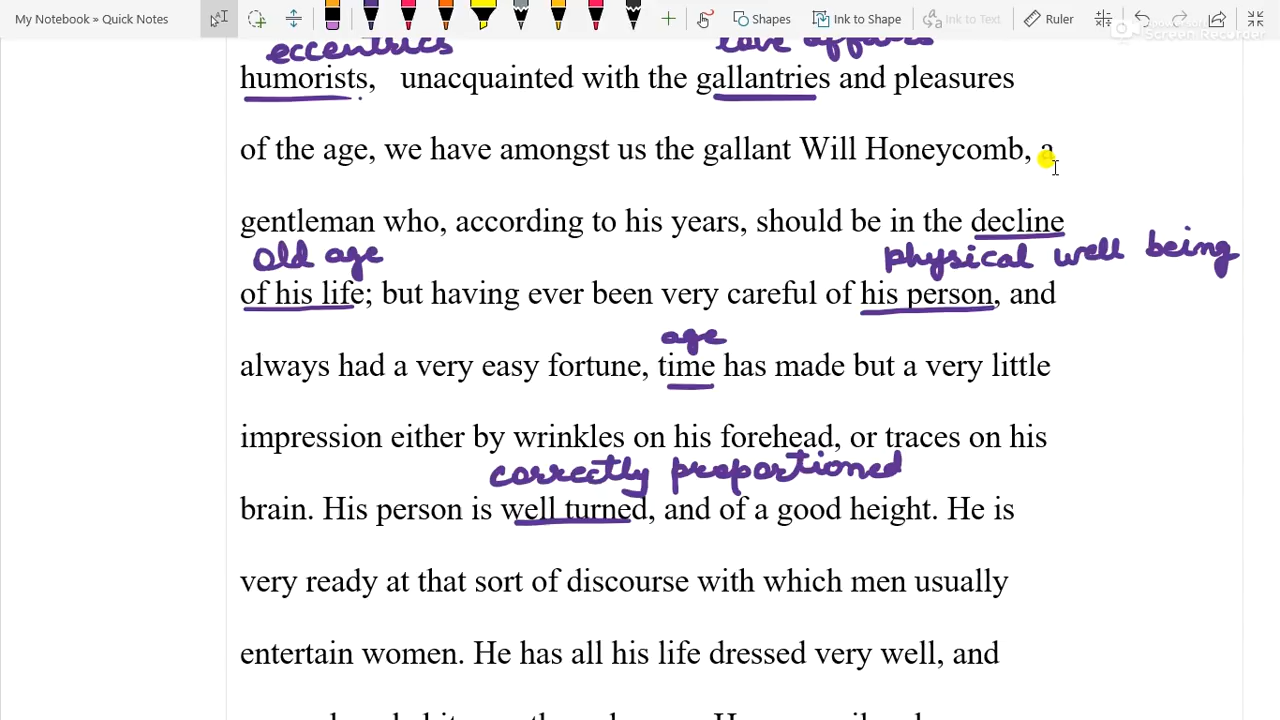 My Notebook » Quick Notes
Shapes
Ink to Shape
Ink to Text
Ruler
Screen Recorder
eccentrics love affairs
humorists, unacquainted with the gallantries and pleasures
of the age, we have amongst us the gallant Will Honeycomb, a
gentleman who, according to his years, should be in the decline
old age physical well being
of his life; but having ever been very careful of his person, and
age
always had a very easy fortune, time has made but a very little
impression either by wrinkles on his forehead, or traces on his
correctly proportioned
brain. His person is well turned, and of a good height. He is
very ready at that sort of discourse with which men usually
entertain women. He has all his life dressed very well, and